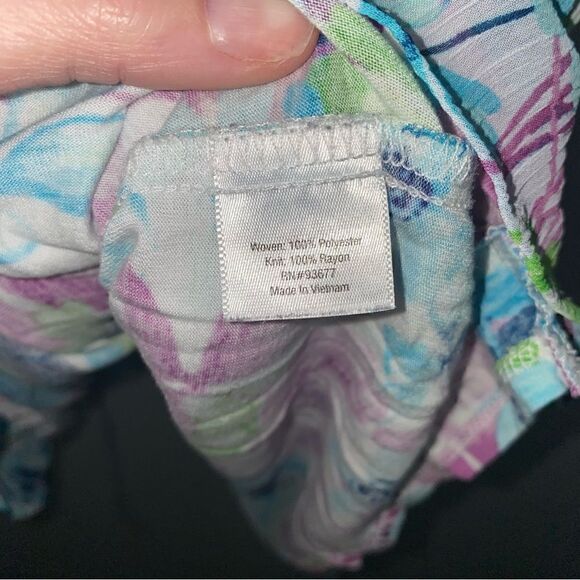 Woven: 100% Polyester
Knit: 100% Rayon
RN#93677
Made In Vietnam